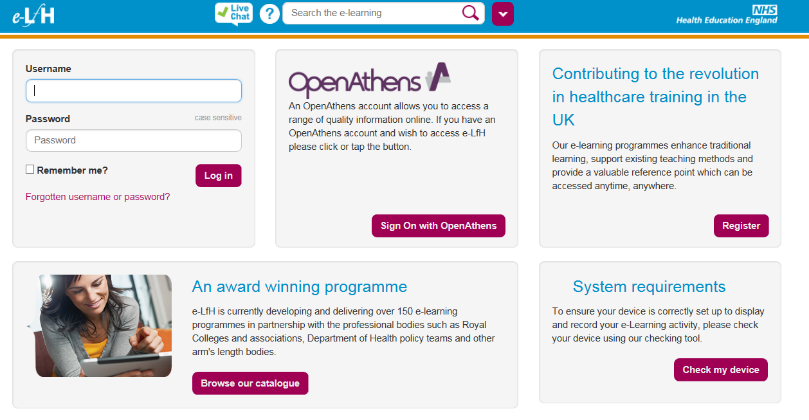 e-LfH
Live
Chat
?
Search the e-learning
NHS
Health Education England
Username
Password
case sensitive
Password
Remember me?
Log in
Forgotten username or password?
OpenAthens
An OpenAthens account allows you to access a
range of quality information online. If you have an
OpenAthens account and wish to access e-LfH
please click or tap the button.
Sign On with OpenAthens
Contributing to the revolution
in healthcare training in the
UK
Our e-learning programmes enhance traditional
learning, support existing teaching methods and
provide a valuable reference point which can be
accessed anytime, anywhere.
Register
An award winning programme
e-LfH is currently developing and delivering over 150 e-learning
programmes in partnership with the professional bodies such as Royal
Colleges and associations, Department of Health policy teams and other
arm's length bodies.
Browse our catalogue
System requirements
To ensure your device is correctly set up to display
and record your e-Learning activity, please check
your device using our checking tool.
Check my device